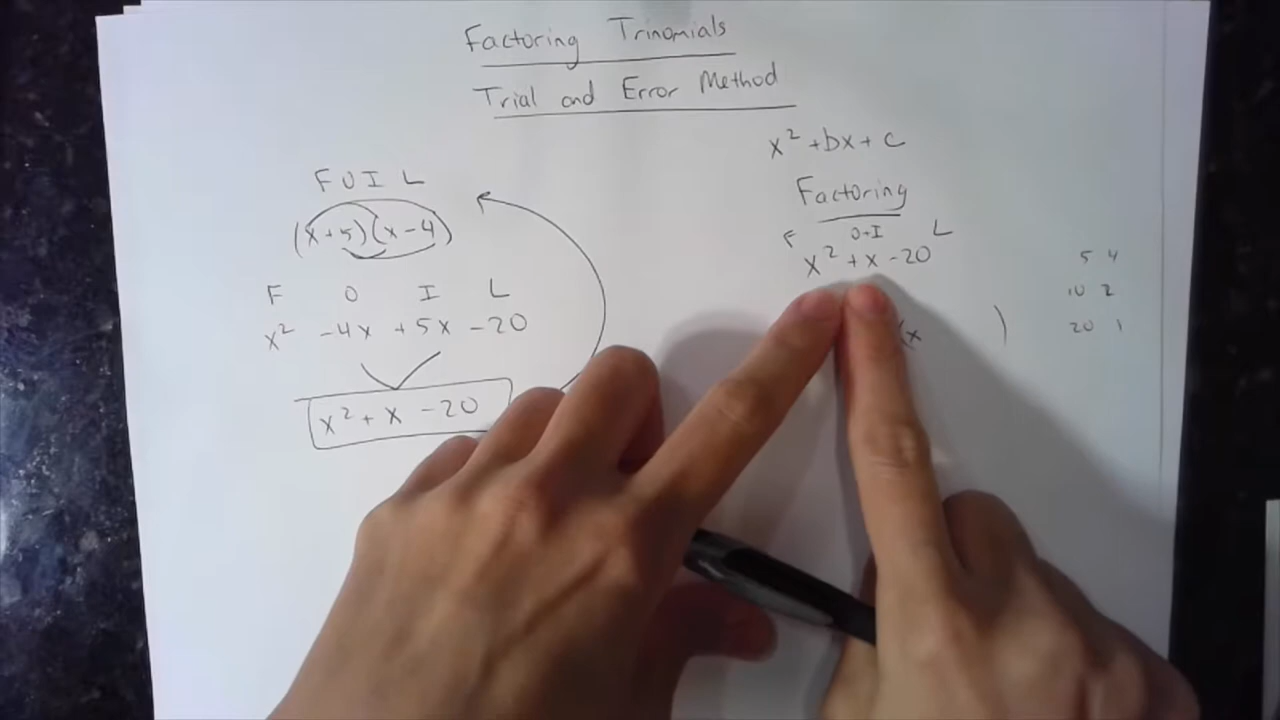 Factoring Trinomials
Trial and Error Method
F O I L
(x+5)(x-4)
F O I L
x² -4x +5x -20
x² + x -20
x² +bx+c
Factoring
F O+I L
x² +x -20
(x )
5 4
10 2
20 1